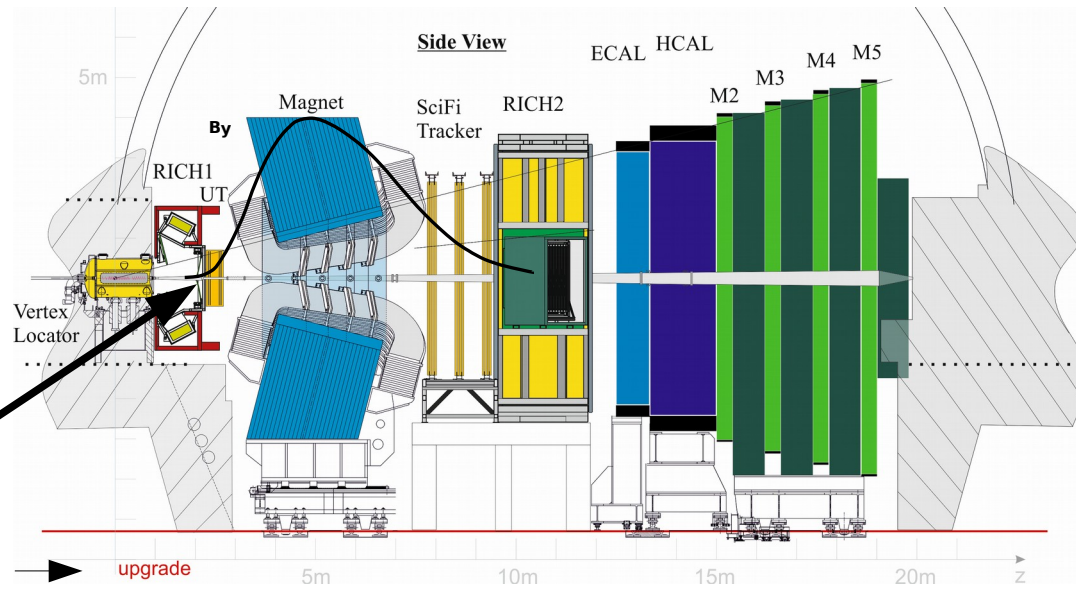 Side View
ECAL
HCAL
M5
M4
M3
M2
5m
Magnet
SciFi
Tracker
RICH2
By
RICH1
UT
Vertex
Locator
upgrade
5m
10m
15m
20m
z